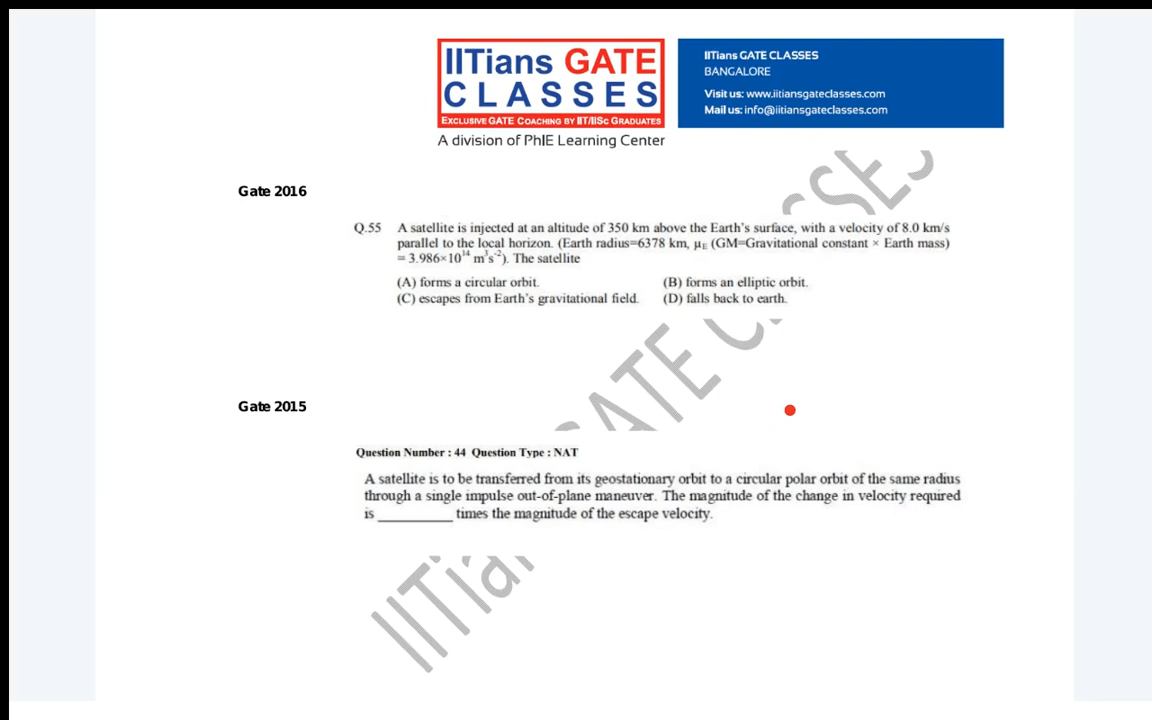 IITians GATE
CLASSES
EXCLUSIVE GATE COACHING BY IIT/IISc GRADUATES
A division of PhIE Learning Center
IITians GATE CLASSES
BANGALORE
Visit us: www.iitiansgateclasses.com
Mail us: info@iitiansgateclasses.com
Gate 2016
Q.55 A satellite is injected at an altitude of 350 km above the Earth's surface, with a velocity of 8.0 km/s
parallel to the local horizon. (Earth radius=6378 km, μE (GM=Gravitational constant × Earth mass)
= 3.986×10¹⁴ m³s⁻²). The satellite
(A) forms a circular orbit. (B) forms an elliptic orbit.
(C) escapes from Earth's gravitational field. (D) falls back to earth.
Gate 2015
Question Number : 44 Question Type : NAT
A satellite is to be transferred from its geostationary orbit to a circular polar orbit of the same radius
through a single impulse out-of-plane maneuver. The magnitude of the change in velocity required
is __________ times the magnitude of the escape velocity.